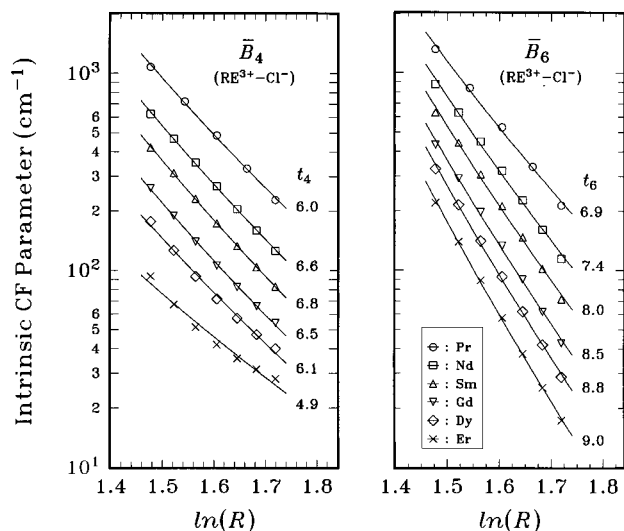 Intrinsic CF Parameter (cm⁻¹)
B̄₄
(RE³⁺−Cl⁻)
t₄
6.0
6.6
6.8
6.5
6.1
4.9
10³
6
5
4
3
2
10²
6
5
4
3
2
10¹
1.4 1.5 1.6 1.7 1.8
ln(R)
B̄₆
(RE³⁺−Cl⁻)
t₆
6.9
7.4
8.0
8.5
8.8
9.0
: Pr
: Nd
: Sm
: Gd
: Dy
: Er
1.4 1.5 1.6 1.7 1.8
ln(R)